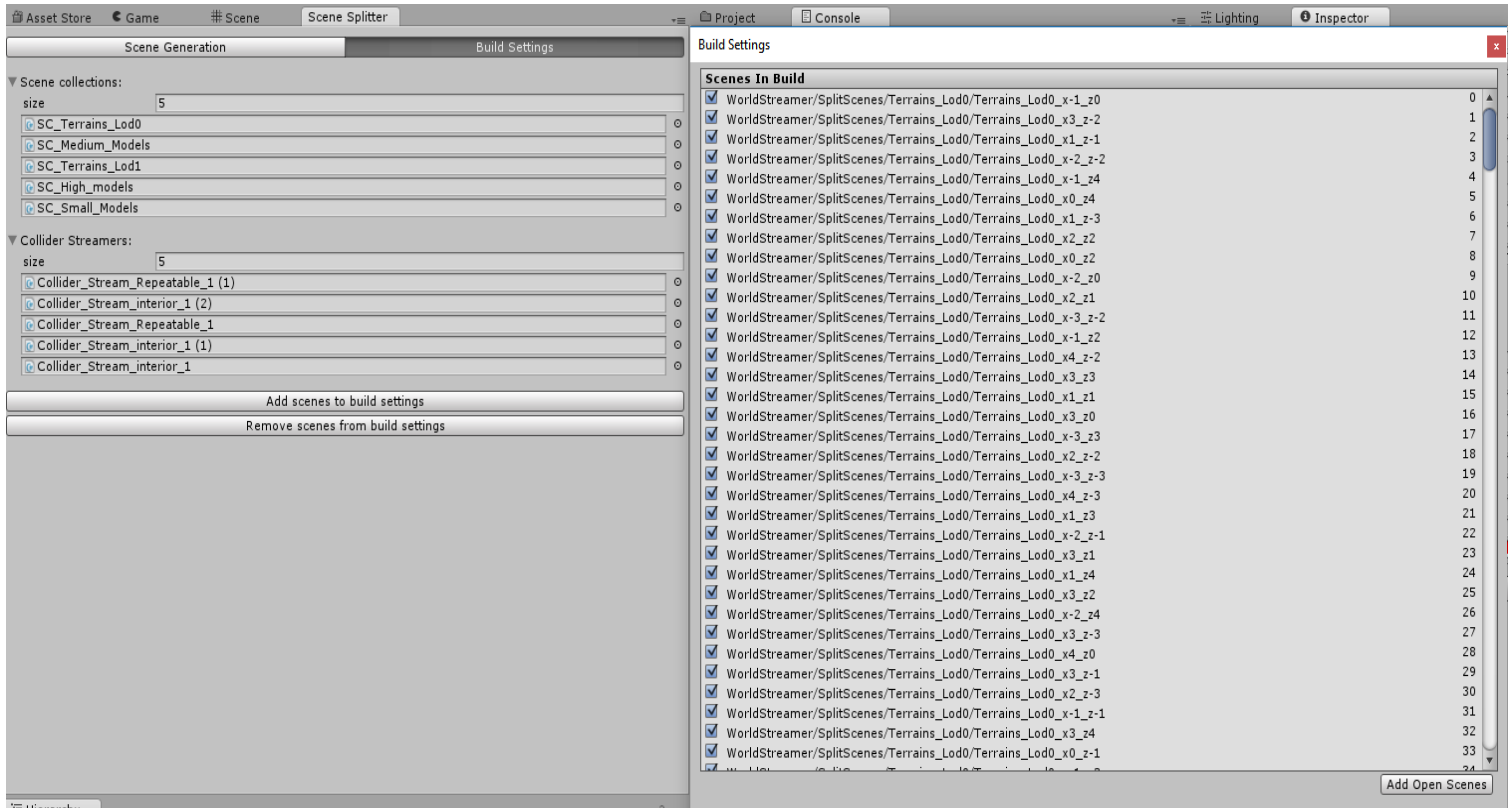 Asset Store Game Scene Scene Splitter
Scene Generation Build Settings
Scene collections:
size 5
SC_Terrains_Lod0
SC_Medium_Models
SC_Terrains_Lod1
SC_High_models
SC_Small_Models
Collider Streamers:
size 5
Collider_Stream_Repeatable_1 (1)
Collider_Stream_interior_1 (2)
Collider_Stream_Repeatable_1
Collider_Stream_interior_1 (1)
Collider_Stream_interior_1
Add scenes to build settings
Remove scenes from build settings
Hierarchy
Project Console Lighting Inspector
Build Settings x
Scenes In Build
WorldStreamer/SplitScenes/Terrains_Lod0/Terrains_Lod0_x-1_z0 0
WorldStreamer/SplitScenes/Terrains_Lod0/Terrains_Lod0_x3_z-2 1
WorldStreamer/SplitScenes/Terrains_Lod0/Terrains_Lod0_x1_z-1 2
WorldStreamer/SplitScenes/Terrains_Lod0/Terrains_Lod0_x-2_z-2 3
WorldStreamer/SplitScenes/Terrains_Lod0/Terrains_Lod0_x-1_z4 4
WorldStreamer/SplitScenes/Terrains_Lod0/Terrains_Lod0_x0_z4 5
WorldStreamer/SplitScenes/Terrains_Lod0/Terrains_Lod0_x1_z-3 6
WorldStreamer/SplitScenes/Terrains_Lod0/Terrains_Lod0_x2_z2 7
WorldStreamer/SplitScenes/Terrains_Lod0/Terrains_Lod0_x0_z2 8
WorldStreamer/SplitScenes/Terrains_Lod0/Terrains_Lod0_x-2_z0 9
WorldStreamer/SplitScenes/Terrains_Lod0/Terrains_Lod0_x2_z1 10
WorldStreamer/SplitScenes/Terrains_Lod0/Terrains_Lod0_x-3_z-2 11
WorldStreamer/SplitScenes/Terrains_Lod0/Terrains_Lod0_x-1_z2 12
WorldStreamer/SplitScenes/Terrains_Lod0/Terrains_Lod0_x4_z-2 13
WorldStreamer/SplitScenes/Terrains_Lod0/Terrains_Lod0_x3_z3 14
WorldStreamer/SplitScenes/Terrains_Lod0/Terrains_Lod0_x1_z1 15
WorldStreamer/SplitScenes/Terrains_Lod0/Terrains_Lod0_x3_z0 16
WorldStreamer/SplitScenes/Terrains_Lod0/Terrains_Lod0_x-3_z3 17
WorldStreamer/SplitScenes/Terrains_Lod0/Terrains_Lod0_x2_z-2 18
WorldStreamer/SplitScenes/Terrains_Lod0/Terrains_Lod0_x-3_z-3 19
WorldStreamer/SplitScenes/Terrains_Lod0/Terrains_Lod0_x4_z-3 20
WorldStreamer/SplitScenes/Terrains_Lod0/Terrains_Lod0_x1_z3 21
WorldStreamer/SplitScenes/Terrains_Lod0/Terrains_Lod0_x-2_z-1 22
WorldStreamer/SplitScenes/Terrains_Lod0/Terrains_Lod0_x3_z1 23
WorldStreamer/SplitScenes/Terrains_Lod0/Terrains_Lod0_x1_z4 24
WorldStreamer/SplitScenes/Terrains_Lod0/Terrains_Lod0_x3_z2 25
WorldStreamer/SplitScenes/Terrains_Lod0/Terrains_Lod0_x-2_z4 26
WorldStreamer/SplitScenes/Terrains_Lod0/Terrains_Lod0_x3_z-3 27
WorldStreamer/SplitScenes/Terrains_Lod0/Terrains_Lod0_x4_z0 28
WorldStreamer/SplitScenes/Terrains_Lod0/Terrains_Lod0_x3_z-1 29
WorldStreamer/SplitScenes/Terrains_Lod0/Terrains_Lod0_x2_z-3 30
WorldStreamer/SplitScenes/Terrains_Lod0/Terrains_Lod0_x-1_z-1 31
WorldStreamer/SplitScenes/Terrains_Lod0/Terrains_Lod0_x3_z4 32
WorldStreamer/SplitScenes/Terrains_Lod0/Terrains_Lod0_x0_z-1 33
34
Add Open Scenes